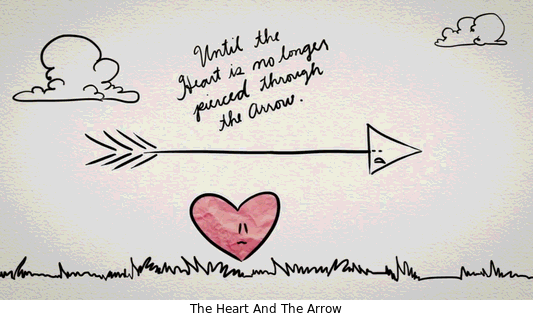 Until the
Heart is no longer
pierced through
the Arrow.
The Heart And The Arrow